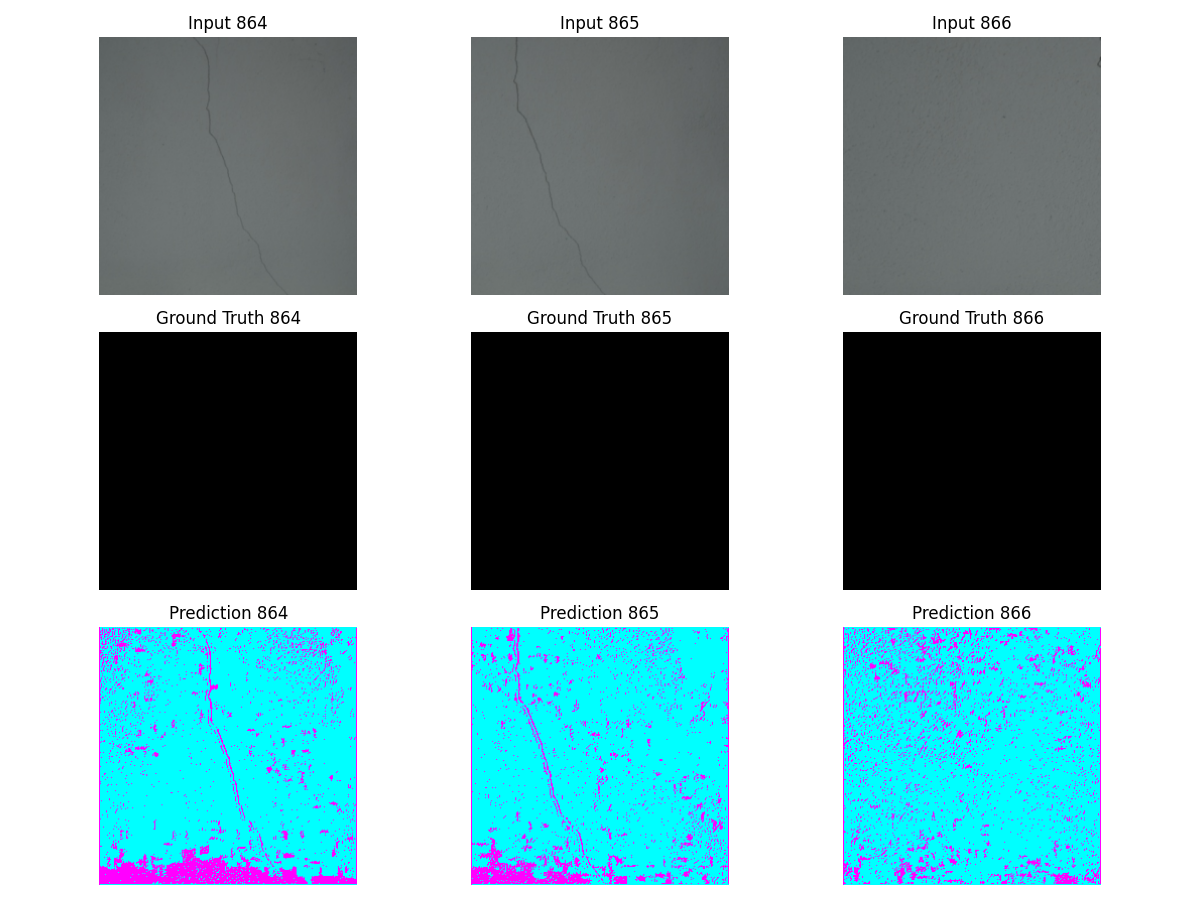 Input 864
Input 865
Input 866
Ground Truth 864
Ground Truth 865
Ground Truth 866
Prediction 864
Prediction 865
Prediction 866